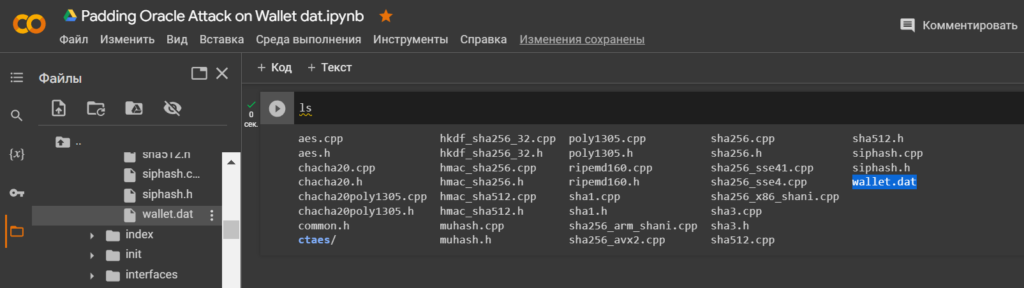 Padding Oracle Attack on Wallet dat.ipynb
Комментировать
Файл Изменить Вид Вставка Среда выполнения Инструменты Справка Изменения сохранены
Файлы
+ Код + Текст
..
sha512.h
siphash.c...
siphash.h
wallet.dat
index
init
interfaces
{x}
0
сек.
ls
aes.cpp hkdf_sha256_32.cpp poly1305.cpp sha256.cpp sha512.h
aes.h hkdf_sha256_32.h poly1305.h sha256.h siphash.cpp
chacha20.cpp hmac_sha256.cpp ripemd160.cpp sha256_sse41.cpp siphash.h
chacha20.h hmac_sha256.h ripemd160.h sha256_sse4.cpp wallet.dat
chacha20poly1305.cpp hmac_sha512.cpp sha1.cpp sha256_x86_shani.cpp
chacha20poly1305.h hmac_sha512.h sha1.h sha3.cpp
common.h muhash.cpp sha256_arm_shani.cpp sha3.h
ctaes/ muhash.h sha256_avx2.cpp sha512.cpp